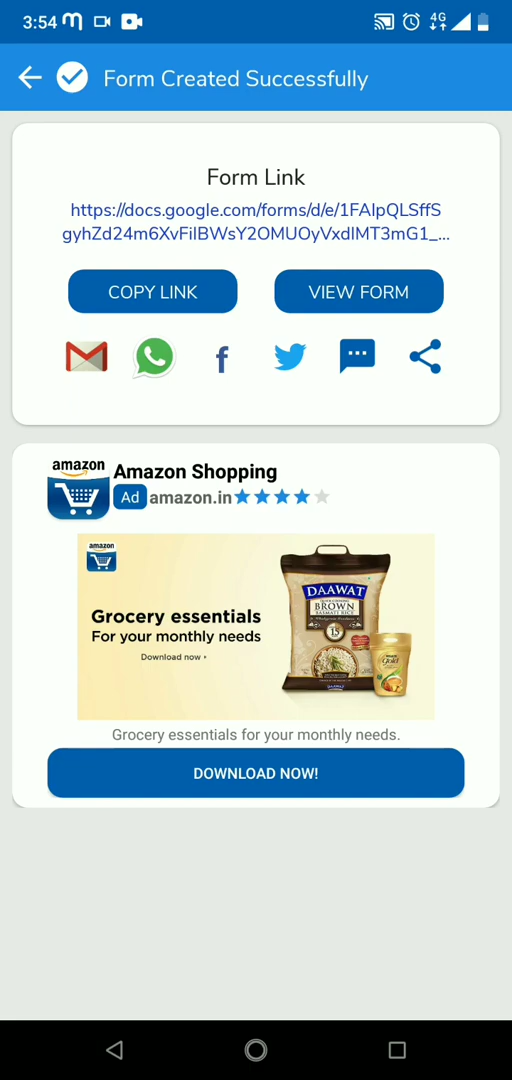 3:54
4G
Form Created Successfully
Form Link
https://docs.google.com/forms/d/e/1FAIpQLSffS
gyhZd24m6XvFilBWsY2OMUOyVxdlMT3mG1_...
COPY LINK
VIEW FORM
amazon
Amazon Shopping
Ad amazon.in
amazon
Grocery essentials
For your monthly needs
Download now
DAAWAT
BROWN
BASMATI RICE
15
Gold
DAAWAT
Grocery essentials for your monthly needs.
DOWNLOAD NOW!